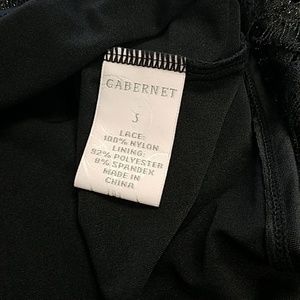 CABERNET
S
LACE:
100% NYLON
LINING:
92% POLYESTER
8% SPANDEX
MADE IN
CHINA